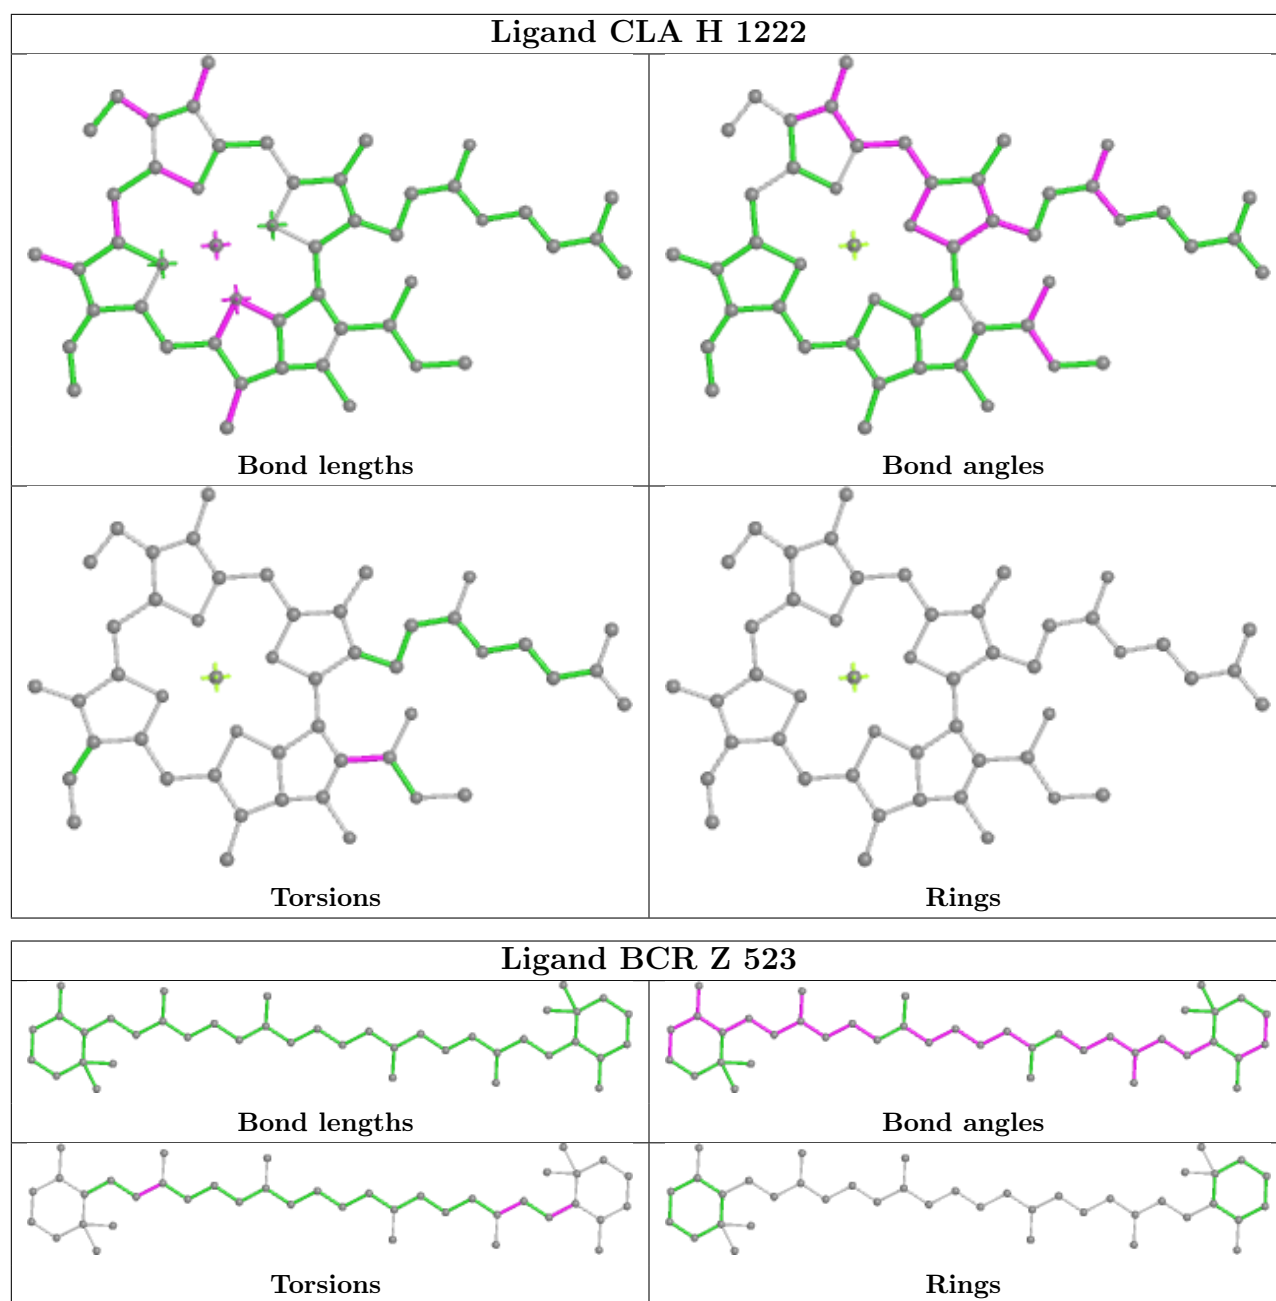 Ligand CLA H 1222
Bond lengths
Bond angles
Torsions
Rings
Ligand BCR Z 523
Bond lengths
Bond angles
Torsions
Rings